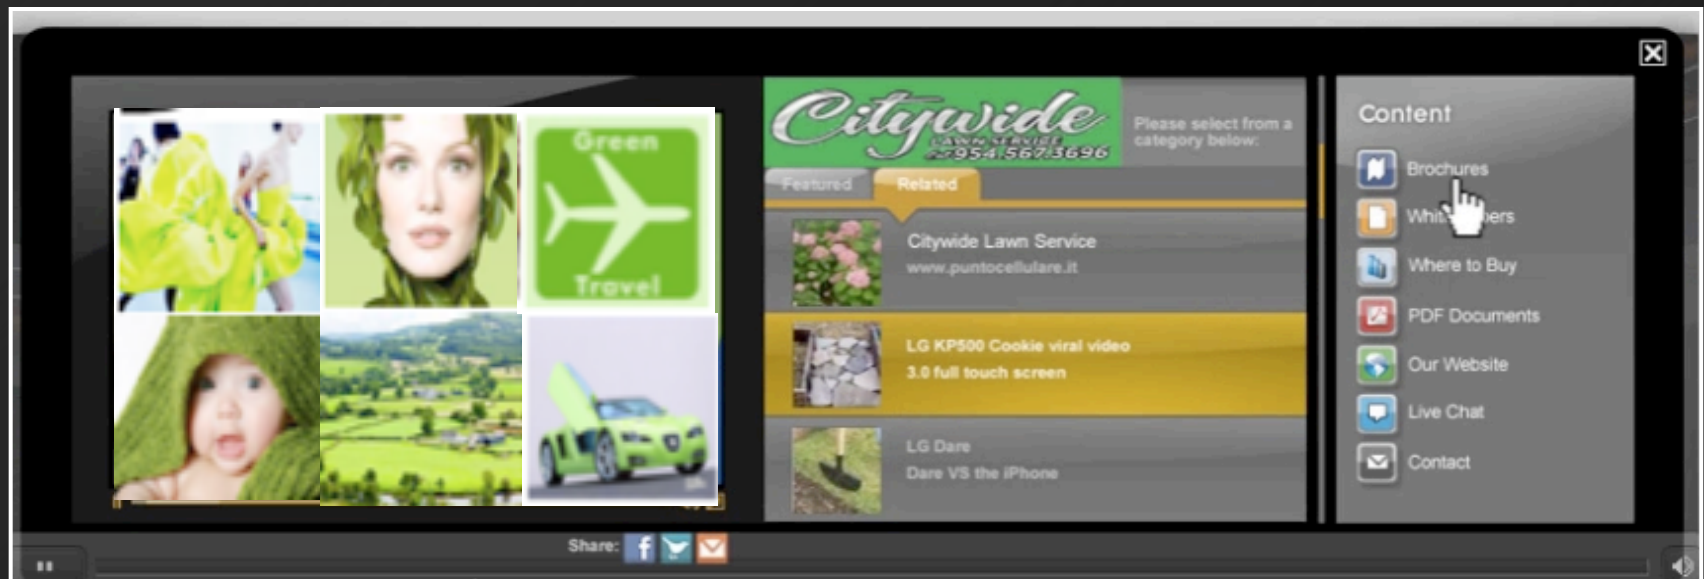 Green
Travel
Citywide
LAWN SERVICE
954.567.3696
Please select from a
category below:
Featured
Related
Citywide Lawn Service
www.puntocellulare.it
LG KP500 Cookie viral video
3.0 full touch screen
LG Dare
Dare VS the iPhone
Content
Brochures
Where to Buy
PDF Documents
Our Website
Live Chat
Contact
Share: